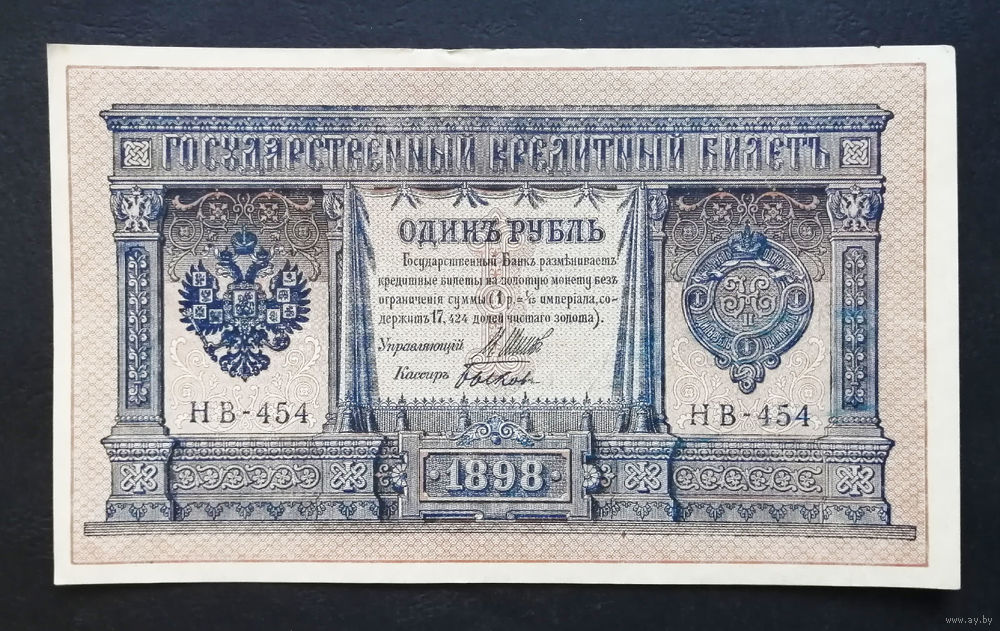 ГОСУДАРСТВЕННЫЙ КРЕДИТНЫЙ БИЛЕТЪ
ОДИНЪ РУБЛЬ
Государственный Банкъ размѣниваетъ
кредитные билеты на золотую монету безъ
ограниченія суммы (1 р. = 1/15 имперіала, со-
держитъ 17,424 долей чистаго золота).
Управляющій
Кассиръ Быковъ
НВ-454
НВ-454
1898
www.ay.by